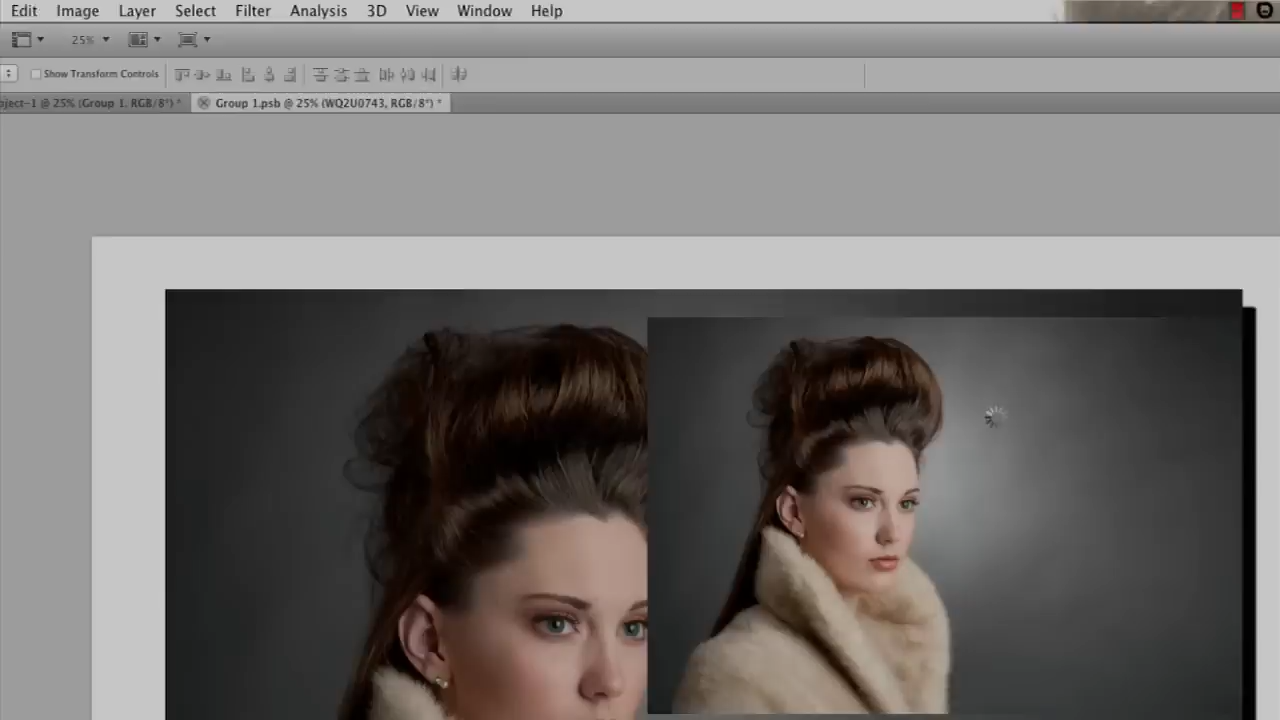 Edit Image Layer Select Filter Analysis 3D View Window Help
25%
Show Transform Controls
ject-1 @ 25% (Group 1, RGB/8*) * Group 1.psb @ 25% (WQ2U0743, RGB/8*) *